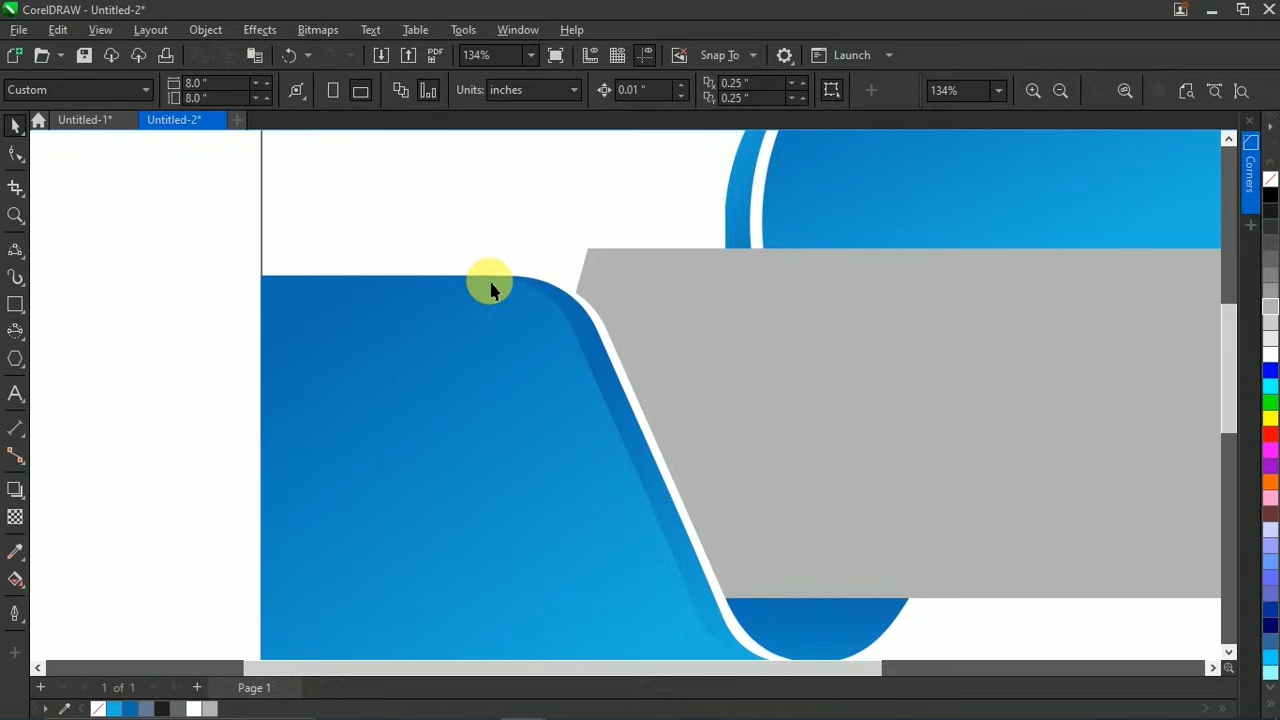 CorelDRAW - Untitled-2*
File Edit View Layout Object Effects Bitmaps Text Table Tools Window Help
PDF 134% Snap To Launch
Custom 8.0 " 8.0 " Units: inches 0.01 " 0.25 " 0.25 " 134%
Untitled-1* Untitled-2*
Corners
1 of 1 Page 1